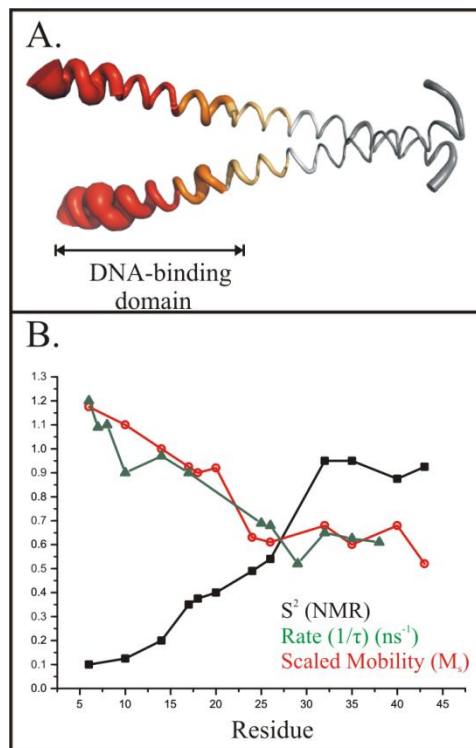 A.
DNA-binding
domain
B.
1.3
1.2
1.1
1.0
0.9
0.8
0.7
0.6
0.5
0.4
0.3
0.2
0.1
0.0
S² (NMR)
Rate (1/τ) (ns⁻¹)
Scaled Mobility (Mₛ)
5 10 15 20 25 30 35 40 45
Residue